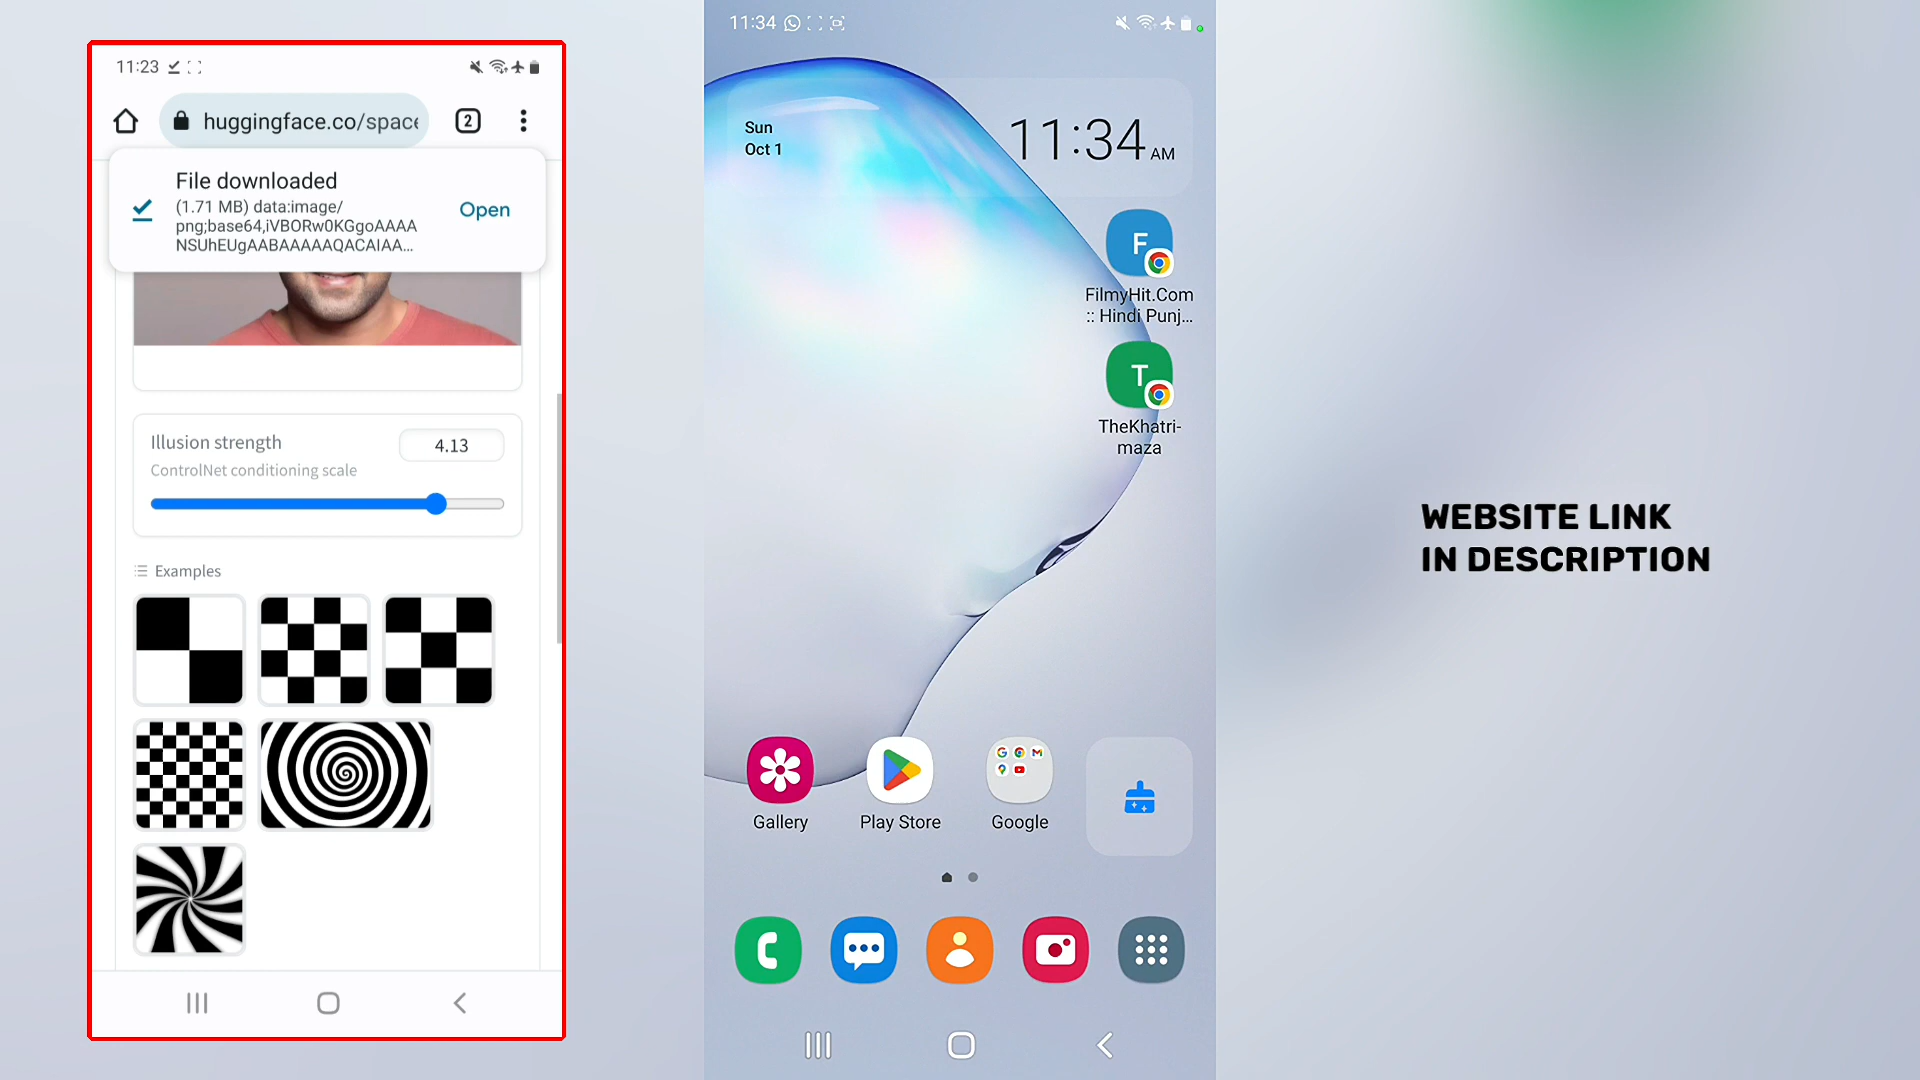 11:23
huggingface.co/space
2
File downloaded
(1.71 MB) data:image/
png;base64,iVBORw0KGgoAAAA
NSUhEUgAABAAAAAQACAIAA...
Open
Illusion strength
4.13
ControlNet conditioning scale
Examples
11:34
Sun
Oct 1
11:34 AM
F
FilmyHit.Com
:: Hindi Punj...
T
TheKhatri-
maza
Gallery
Play Store
Google
WEBSITE LINK
IN DESCRIPTION